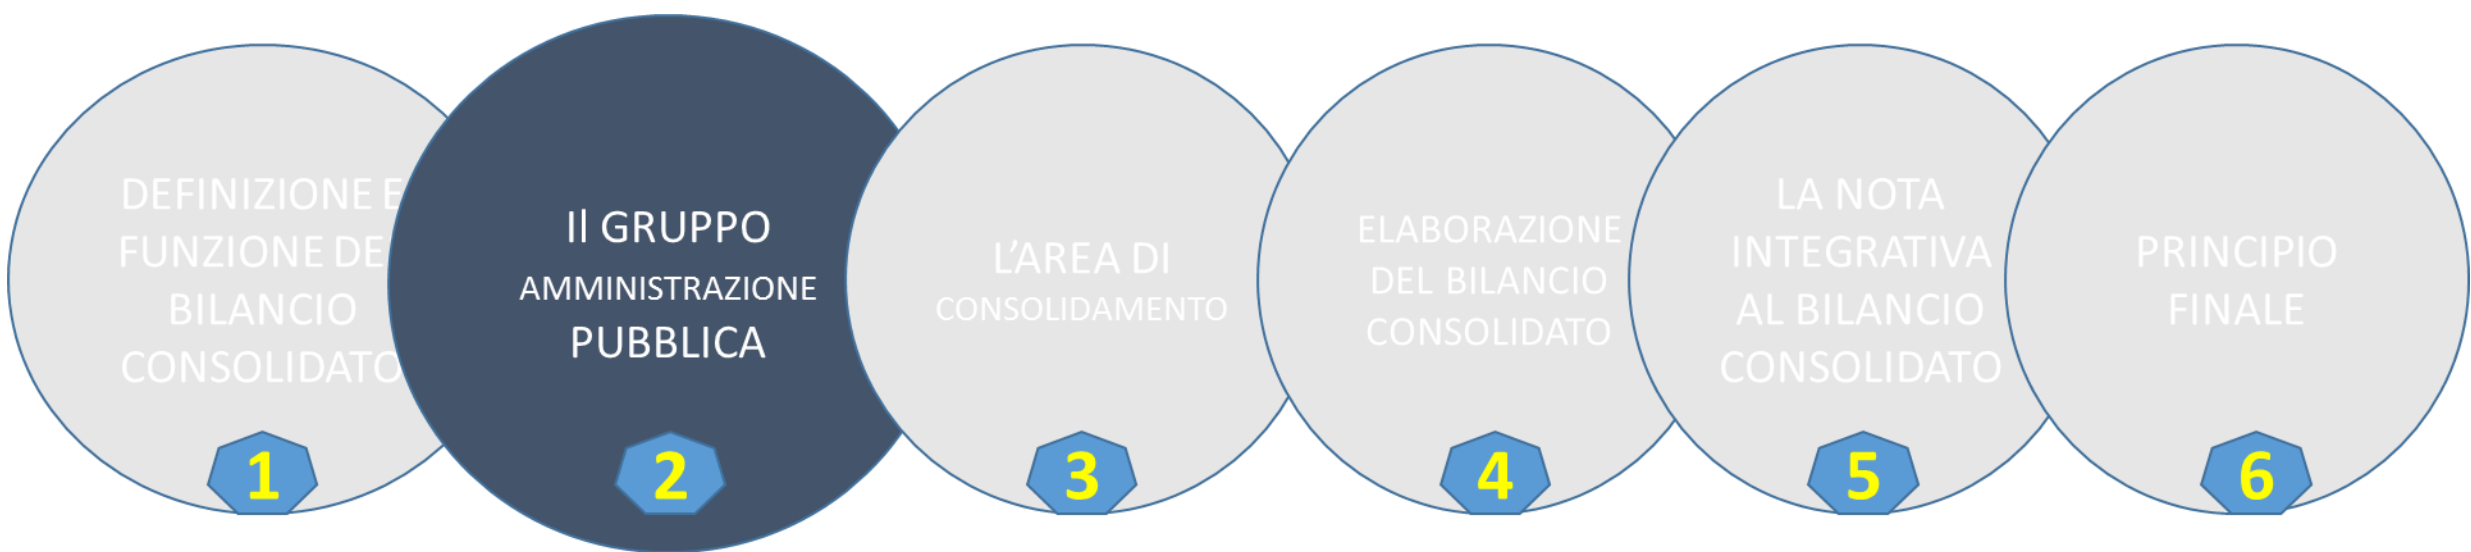 DEFINIZIONE E
FUNZIONE DE
BILANCIO
CONSOLIDATO
1
Il GRUPPO
AMMINISTRAZIONE
PUBBLICA
2
L'AREA DI
CONSOLIDAMENTO
3
ELABORAZIONE
DEL BILANCIO
CONSOLIDATO
4
LA NOTA
INTEGRATIVA
AL BILANCIO
CONSOLIDATO
5
PRINCIPIO
FINALE
6